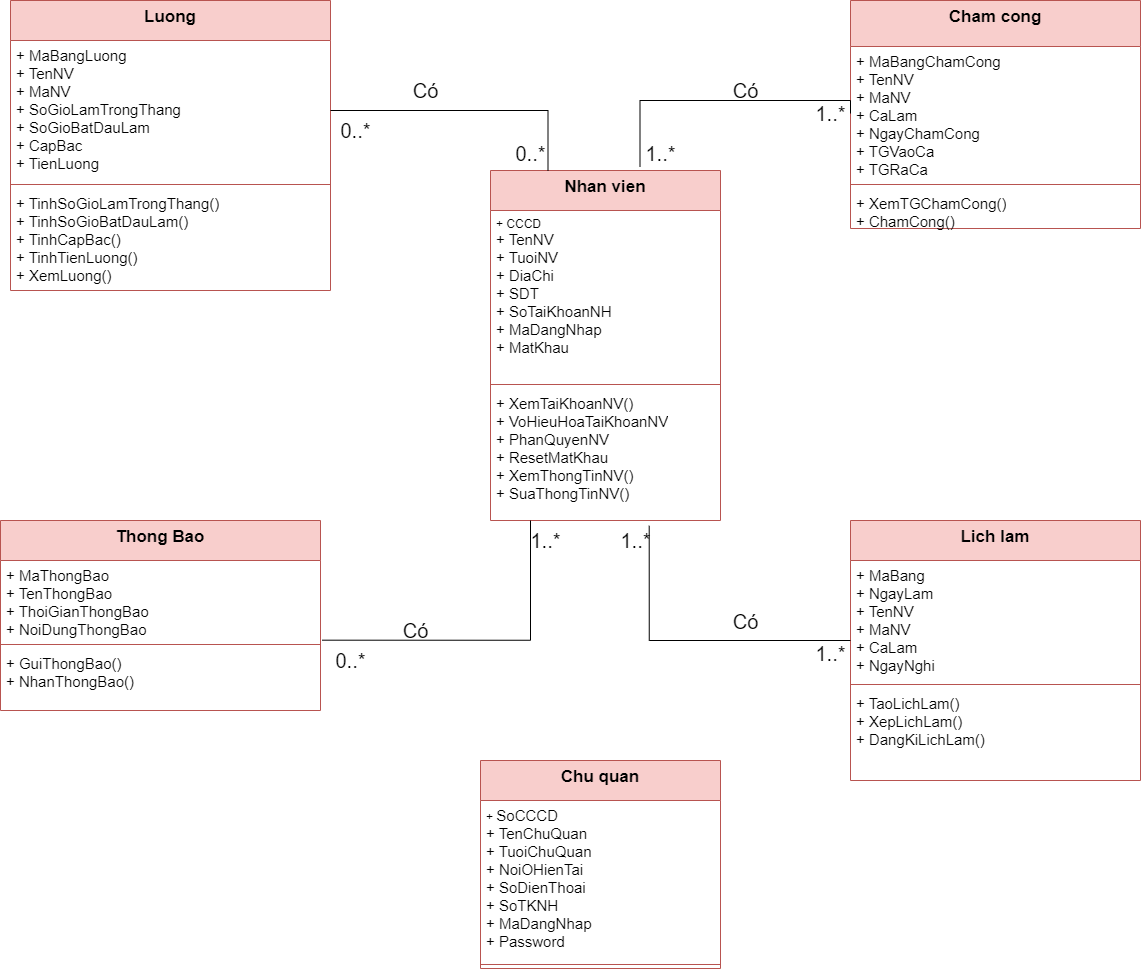 Luong
+ MaBangLuong
+ TenNV
+ MaNV
+ SoGioLamTrongThang
+ SoGioBatDauLam
+ CapBac
+ TienLuong
+ TinhSoGioLamTrongThang()
+ TinhSoGioBatDauLam()
+ TinhCapBac()
+ TinhTienLuong()
+ XemLuong()
Có
0..*
0..*
Cham cong
+ MaBangChamCong
+ TenNV
+ MaNV
+ CaLam
+ NgayChamCong
+ TGVaoCa
+ TGRaCa
+ XemTGChamCong()
+ ChamCong()
Có
1..*
1..*
Nhan vien
+ CCCD
+ TenNV
+ TuoiNV
+ DiaChi
+ SDT
+ SoTaiKhoanNH
+ MaDangNhap
+ MatKhau
+ XemTaiKhoanNV()
+ VoHieuHoaTaiKhoanNV
+ PhanQuyenNV
+ ResetMatKhau
+ XemThongTinNV()
+ SuaThongTinNV()
1..*
1..*
Thong Bao
+ MaThongBao
+ TenThongBao
+ ThoiGianThongBao
+ NoiDungThongBao
+ GuiThongBao()
+ NhanThongBao()
Có
0..*
Có
1..*
Lich lam
+ MaBang
+ NgayLam
+ TenNV
+ MaNV
+ CaLam
+ NgayNghi
+ TaoLichLam()
+ XepLichLam()
+ DangKiLichLam()
Chu quan
+ SoCCCD
+ TenChuQuan
+ TuoiChuQuan
+ NoiOHienTai
+ SoDienThoai
+ SoTKNH
+ MaDangNhap
+ Password